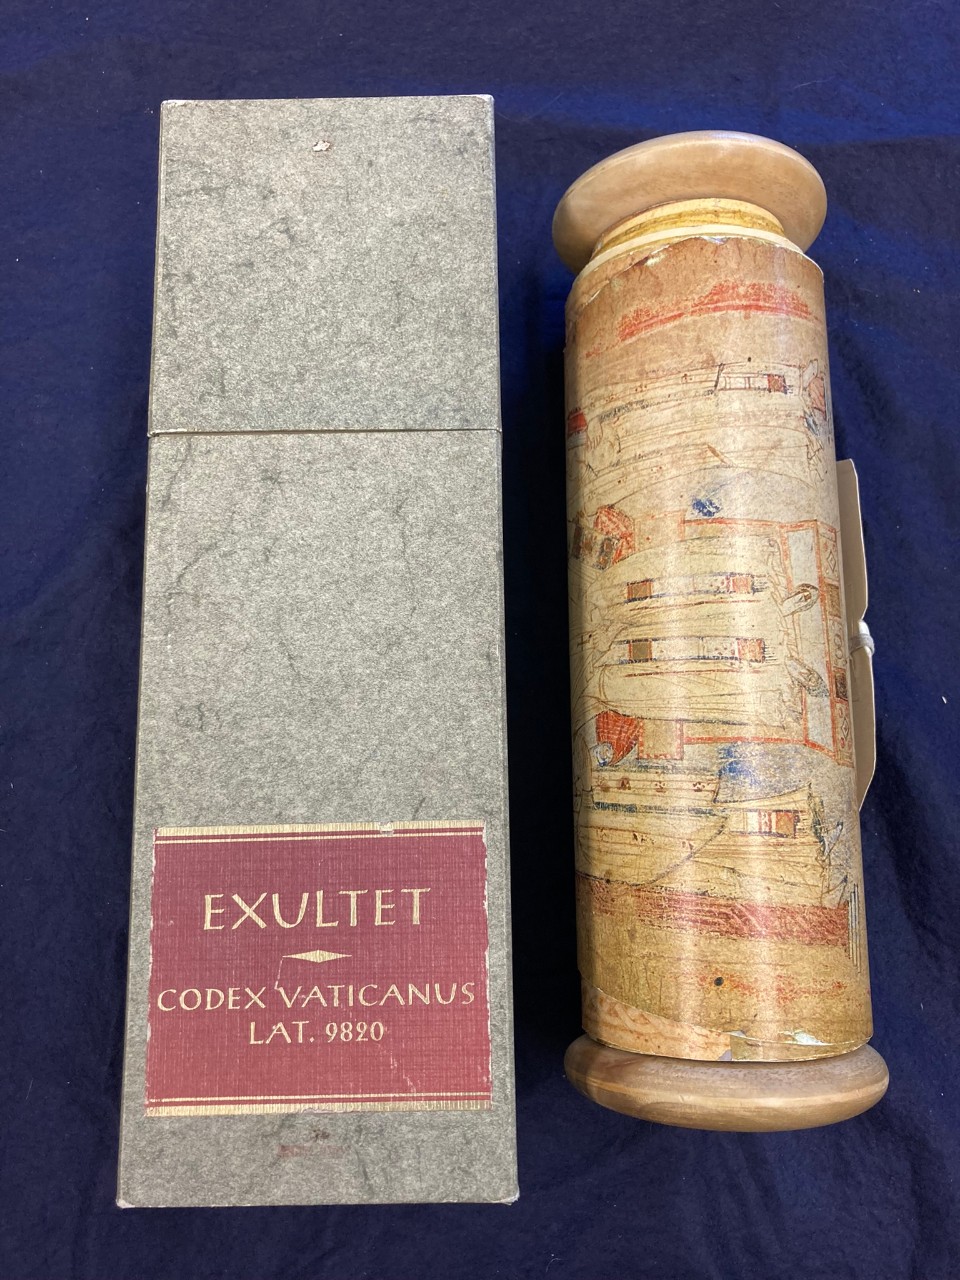 EXULTET
CODEX VATICANUS
LAT. 9820